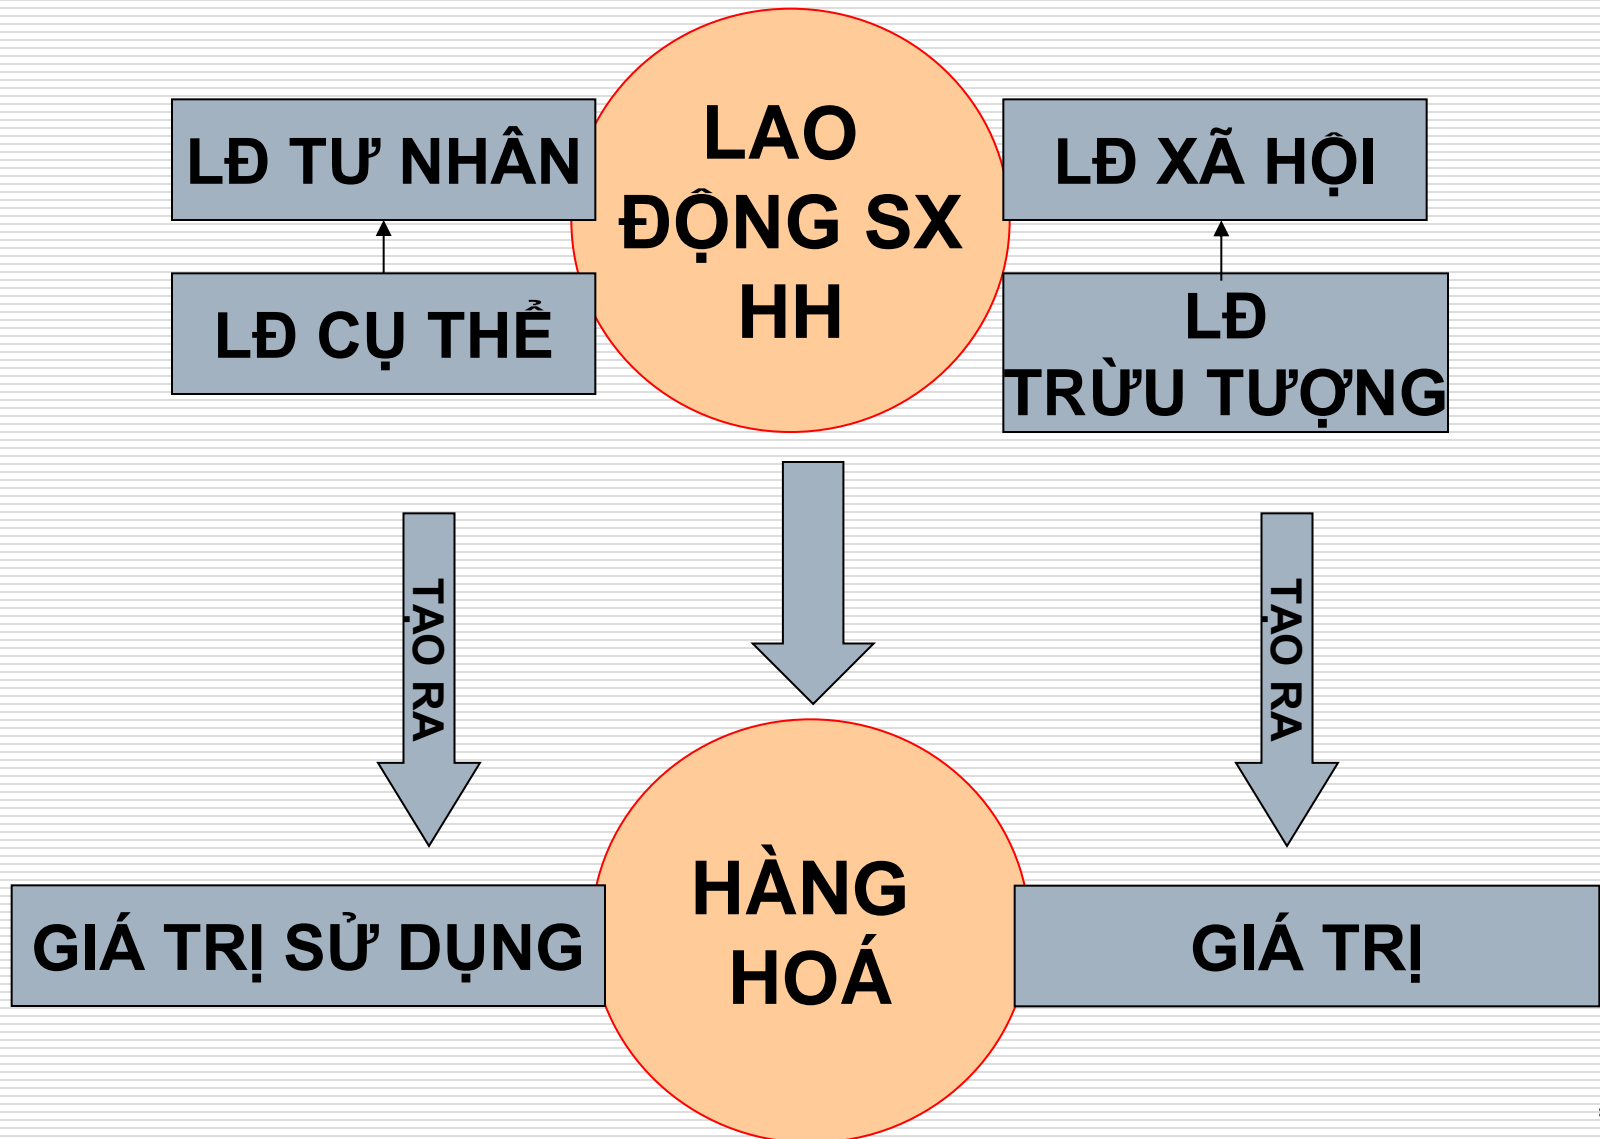 LĐ TƯ NHÂN
LAO
ĐỘNG SX
HH
LĐ XÃ HỘI
LĐ CỤ THỂ
LĐ
TRỪU TƯỢNG
TẠO RA
TẠO RA
GIÁ TRỊ SỬ DỤNG
HÀNG
HOÁ
GIÁ TRỊ